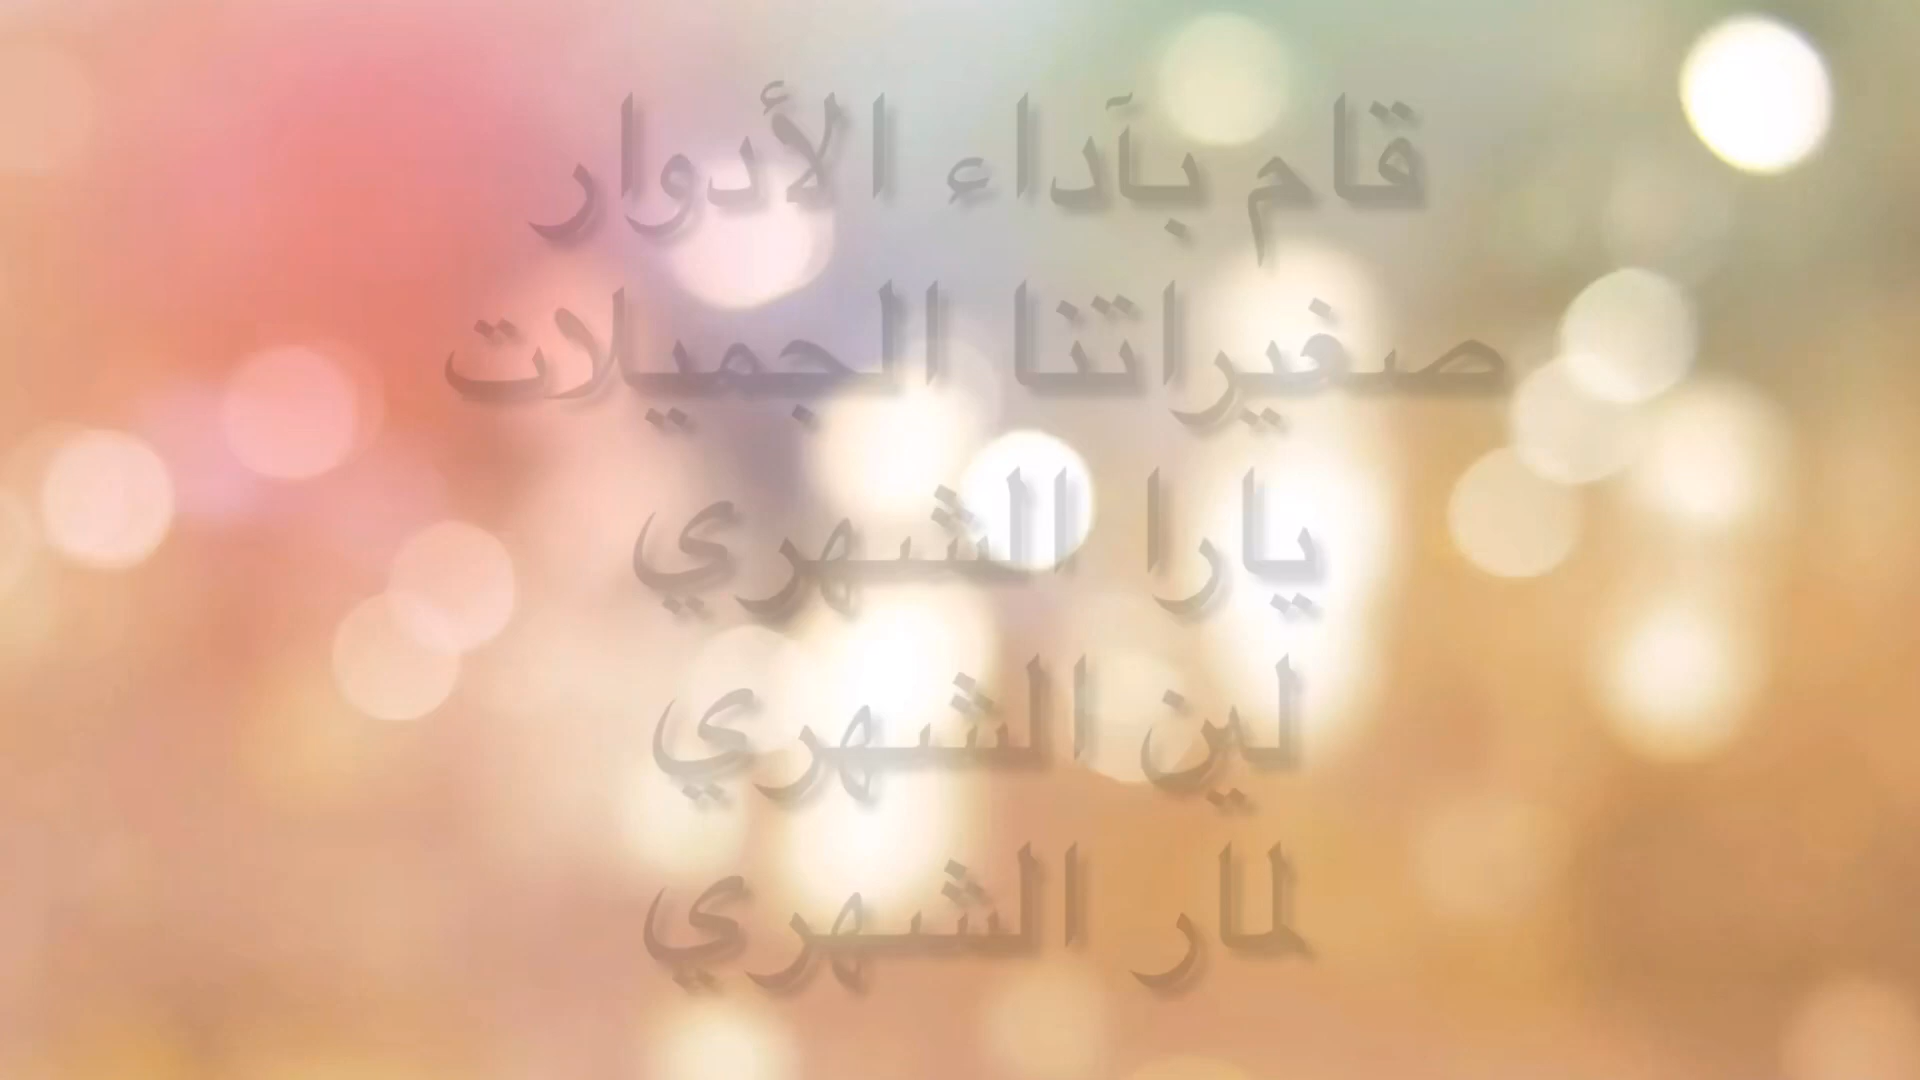 قام بآداء الأدوار
صغيراتنا الجميلات
يارا الشهري
لين الشهري
لمار الشهري